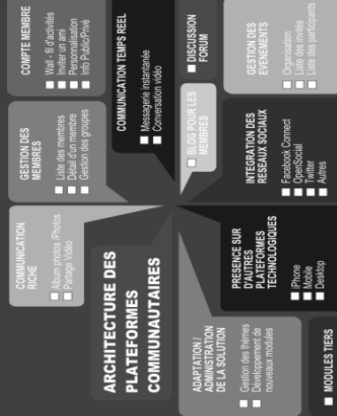 COMMUNICATION
RICHE
Album photos /Photos
Partage Vidéo
GESTION DES
MEMBRES
Liste des membres
Détail d'un membre
Gestion des groupes
COMPTE MEMBRE
Wall - fil d'activités
Inviter un ami
Personnalisation
Info Public/Privé
ARCHITECTURE DES
PLATEFORMES
COMMUNAUTAIRES
COMMUNICATION TEMPS REEL
Messagerie instantanée
Conversation vidéo
ADAPTATION /
ADMINISTRATION
DE LA SOLUTION
Gestion des thèmes
Développement de
nouveaux modules
BLOG POUR LES
MEMBRES
DISCUSSION
FORUM
PRESENCE SUR
D'AUTRES
PLATEFORMES
TECHNOLOGIQUES
iPhone
Mobile
Desktop
INTEGRATION DES
RESEAUX SOCIAUX
Facebook Connect
OpenSocial
Twitter
Autres
GESTION DES
EVENEMENTS
Organisation
Liste des invités
Liste des participants
MODULES TIERS